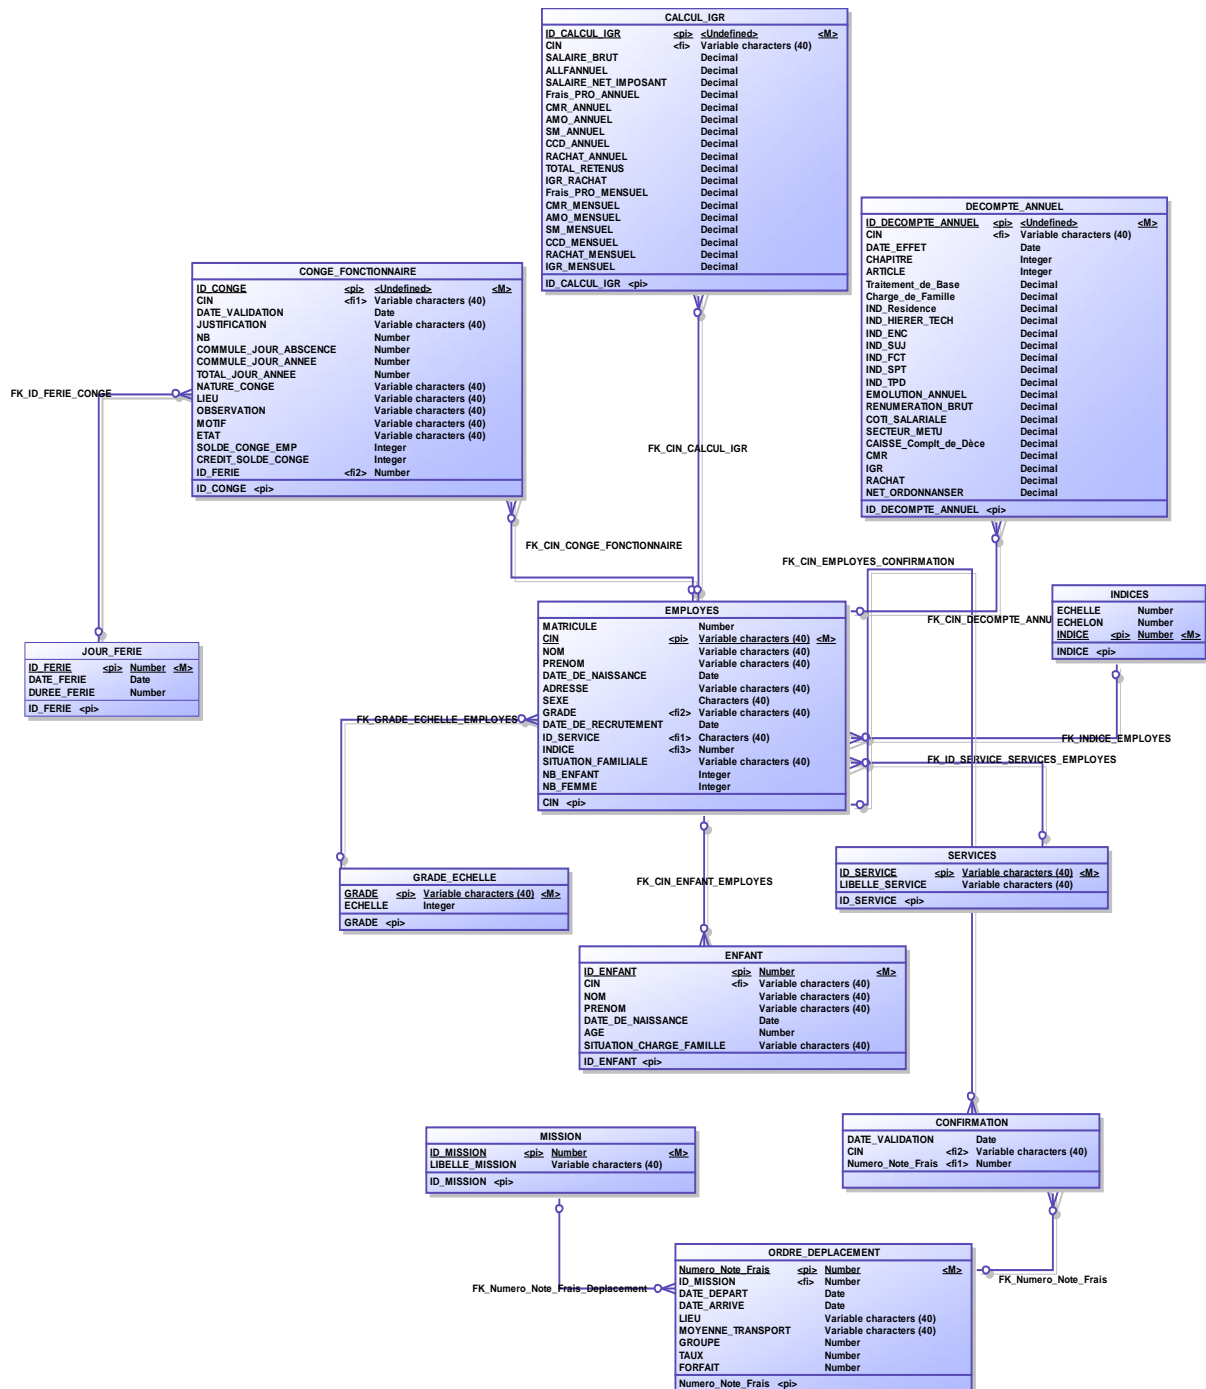 CALCUL_IGR
ID_CALCUL_IGR <pi> <Undefined> <M>
CIN <fi> Variable characters (40)
SALAIRE_BRUT Decimal
ALLFANNUEL Decimal
SALAIRE_NET_IMPOSANT Decimal
Frais_PRO_ANNUEL Decimal
CMR_ANNUEL Decimal
AMO_ANNUEL Decimal
SM_ANNUEL Decimal
CCD_ANNUEL Decimal
RACHAT_ANNUEL Decimal
TOTAL_RETENUS Decimal
IGR_RACHAT Decimal
Frais_PRO_MENSUEL Decimal
CMR_MENSUEL Decimal
AMO_MENSUEL Decimal
SM_MENSUEL Decimal
CCD_MENSUEL Decimal
RACHAT_MENSUEL Decimal
IGR_MENSUEL Decimal
ID_CALCUL_IGR <pi>
DECOMPTE_ANNUEL
ID_DECOMPTE_ANNUEL <pi> <Undefined> <M>
CIN <fi> Variable characters (40)
DATE_EFFET Date
CHAPITRE Integer
ARTICLE Integer
Traitement_de_Base Decimal
Charge_de_Famille Decimal
IND_Residence Decimal
IND_HIERER_TECH Decimal
IND_ENC Decimal
IND_SUJ Decimal
IND_FCT Decimal
IND_SPT Decimal
IND_TPD Decimal
EMOLUTION_ANNUEL Decimal
RENUMERATION_BRUT Decimal
COTI_SALARIALE Decimal
SECTEUR_METU Decimal
CAISSE_Complt_de_Dèce Decimal
CMR Decimal
IGR Decimal
RACHAT Decimal
NET_ORDONNANSER Decimal
ID_DECOMPTE_ANNUEL <pi>
CONGE_FONCTIONNAIRE
ID_CONGE <pi> <Undefined> <M>
CIN <fi1> Variable characters (40)
DATE_VALIDATION Date
JUSTIFICATION Variable characters (40)
NB Number
COMMULE_JOUR_ABSCENCE Number
COMMULE_JOUR_ANNEE Number
TOTAL_JOUR_ANNEE Number
NATURE_CONGE Variable characters (40)
LIEU Variable characters (40)
OBSERVATION Variable characters (40)
MOTIF Variable characters (40)
ETAT Variable characters (40)
SOLDE_CONGE_EMP Integer
CREDIT_SOLDE_CONGE Integer
ID_FERIE <fi2> Number
ID_CONGE <pi>
FK_ID_FERIE_CONGE
FK_CIN_CALCUL_IGR
FK_CIN_CONGE_FONCTIONNAIRE
FK_CIN_EMPLOYES_CONFIRMATION
FK_CIN_DECOMPTE_ANNU
INDICES
ECHELLE Number
ECHELON Number
INDICE <pi> Number <M>
INDICE <pi>
EMPLOYES
MATRICULE Number
CIN <pi> Variable characters (40) <M>
NOM Variable characters (40)
PRENOM Variable characters (40)
DATE_DE_NAISSANCE Date
ADRESSE Variable characters (40)
SEXE Characters (40)
GRADE <fi2> Variable characters (40)
DATE_DE_RECRUTEMENT Date
ID_SERVICE <fi1> Characters (40)
INDICE <fi3> Number
SITUATION_FAMILIALE Variable characters (40)
NB_ENFANT Integer
NB_FEMME Integer
CIN <pi>
JOUR_FERIE
ID_FERIE <pi> Number <M>
DATE_FERIE Date
DUREE_FERIE Number
ID_FERIE <pi>
FK_GRADE_ECHELLE_EMPLOYES
FK_INDICE_EMPLOYES
FK_ID_SERVICE_SERVICES_EMPLOYES
SERVICES
ID_SERVICE <pi> Variable characters (40) <M>
LIBELLE_SERVICE Variable characters (40)
ID_SERVICE <pi>
GRADE_ECHELLE
GRADE <pi> Variable characters (40) <M>
ECHELLE Integer
GRADE <pi>
FK_CIN_ENFANT_EMPLOYES
ENFANT
ID_ENFANT <pi> Number <M>
CIN <fi> Variable characters (40)
NOM Variable characters (40)
PRENOM Variable characters (40)
DATE_DE_NAISSANCE Date
AGE Number
SITUATION_CHARGE_FAMILLE Variable characters (40)
ID_ENFANT <pi>
CONFIRMATION
DATE_VALIDATION Date
CIN <fi2> Variable characters (40)
Numero_Note_Frais <fi1> Number
MISSION
ID_MISSION <pi> Number <M>
LIBELLE_MISSION Variable characters (40)
ID_MISSION <pi>
FK_Numero_Note_Frais_Deplacement
FK_Numero_Note_Frais
ORDRE_DEPLACEMENT
Numero_Note_Frais <pi> Number <M>
ID_MISSION <fi> Number
DATE_DEPART Date
DATE_ARRIVE Date
LIEU Variable characters (40)
MOYENNE_TRANSPORT Variable characters (40)
GROUPE Number
TAUX Number
FORFAIT Number
Numero_Note_Frais <pi>